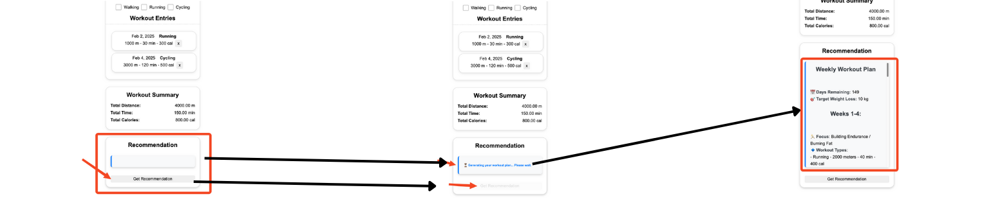 Walking Running Cycling
Workout Entries
Feb 2, 2025 Running
1000 m - 30 min - 300 cal x
Feb 4, 2025 Cycling
3000 m - 120 min - 500 cal x
Workout Summary
Total Distance: 4000.00 m
Total Time: 150.00 min
Total Calories: 800.00 cal
Recommendation
Get Recommendation
Walking Running Cycling
Workout Entries
Feb 2, 2025 Running
1000 m - 30 min - 300 cal x
Feb 4, 2025 Cycling
3000 m - 120 min - 500 cal x
Workout Summary
Total Distance: 4000.00 m
Total Time: 150.00 min
Total Calories: 800.00 cal
Recommendation
⏳ Generating your workout plan... Please wait.
Get Recommendation
Workout Summary
Total Distance: 4000.00 m
Total Time: 150.00 min
Total Calories: 800.00 cal
Recommendation
Weekly Workout Plan
📅 Days Remaining: 149
🎯 Target Weight Loss: 10 kg
Weeks 1-4:
🏃 Focus: Building Endurance /
Burning Fat
🔹 Workout Types:
- Running - 2000 meters - 40 min -
400 cal
Get Recommendation